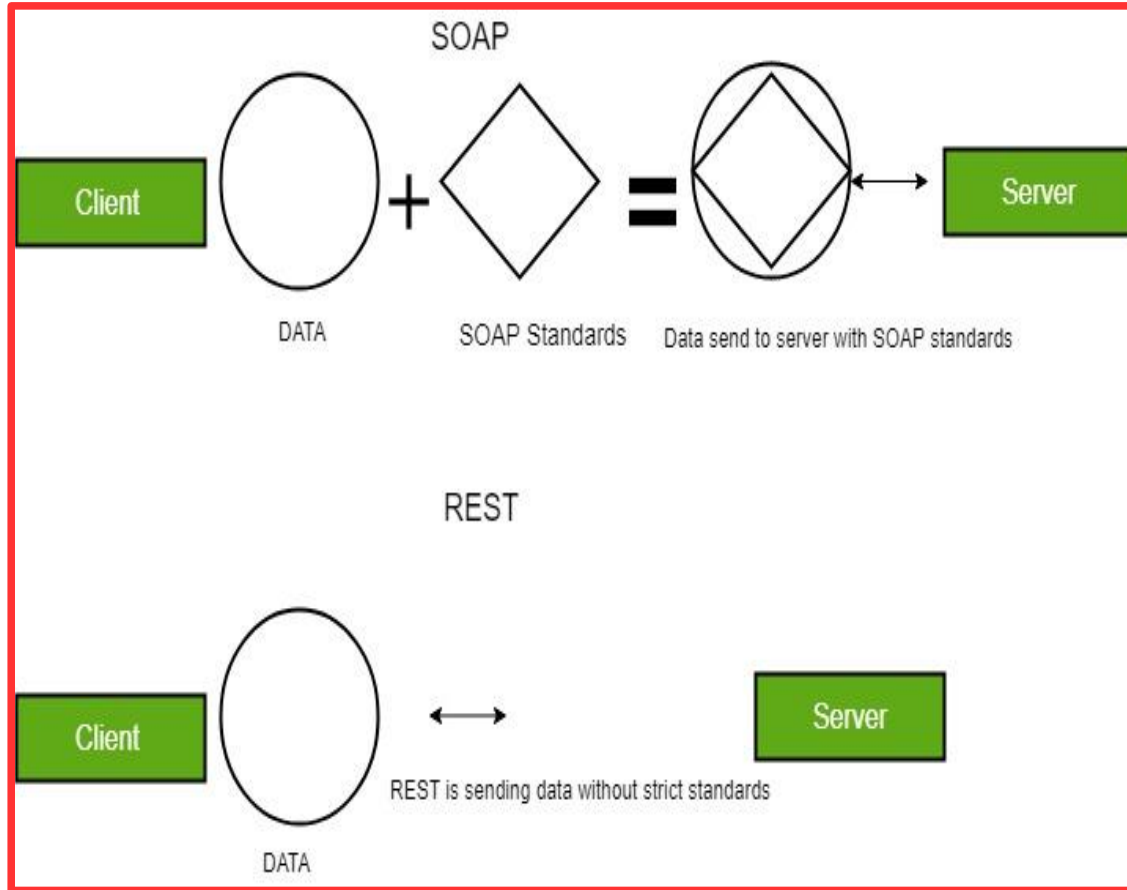 SOAP
Client
Server
DATA
SOAP Standards
Data send to server with SOAP standards
REST
Client
Server
REST is sending data without strict standards
DATA